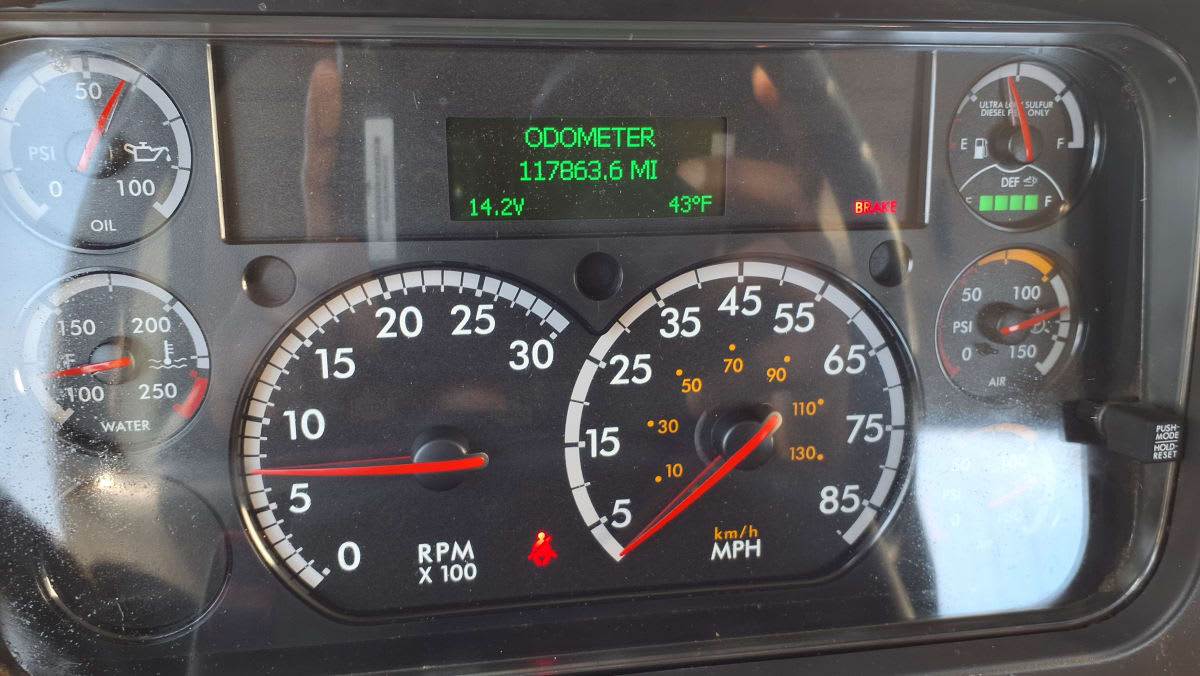 50
PSI
0
100
OIL
ODOMETER
117863.6 MI
14.2V
43°F
BRAKE
ULTRA LOW SULFUR
DIESEL FUEL ONLY
E
F
DEF
F
150
200
F
100
250
WATER
0
5
10
15
20
25
30
RPM
X 100
5
15
25
35
45
55
65
75
85
10
30
50
70
90
110
130
km/h
MPH
50
100
PSI
0
150
AIR
PUSH-
MODE
HOLD-
RESET